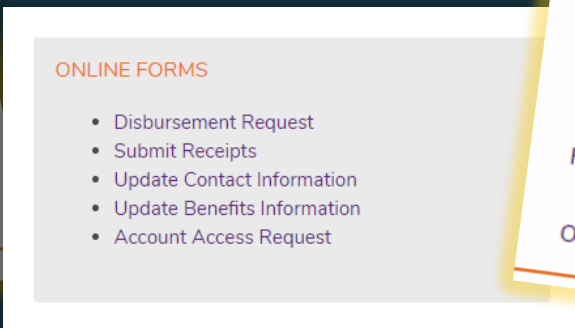 ONLINE FORMS
Disbursement Request
Submit Receipts
Update Contact Information
Update Benefits Information
Account Access Request